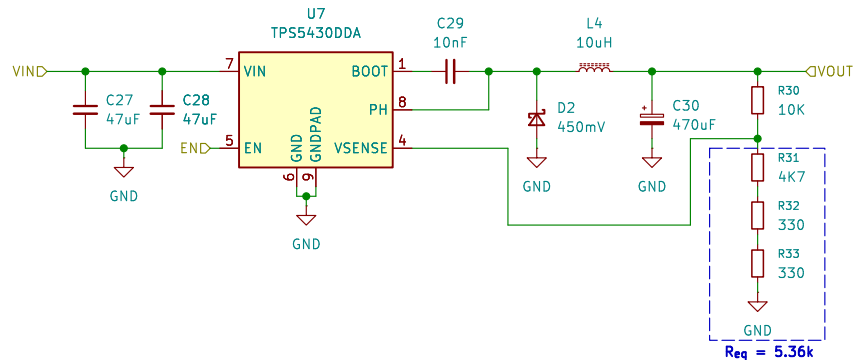 U7
TPS5430DDA
C29
10nF
L4
10uH
VIN
7
VIN
BOOT
1
VOUT
R30
10K
C27
47uF
C28
47uF
PH
8
D2
450mV
C30
470uF
+
EN
5
EN
GND
GNDPAD
VSENSE
4
6
9
GND
GND
GND
GND
R31
4K7
R32
330
R33
330
GND
Req = 5.36k